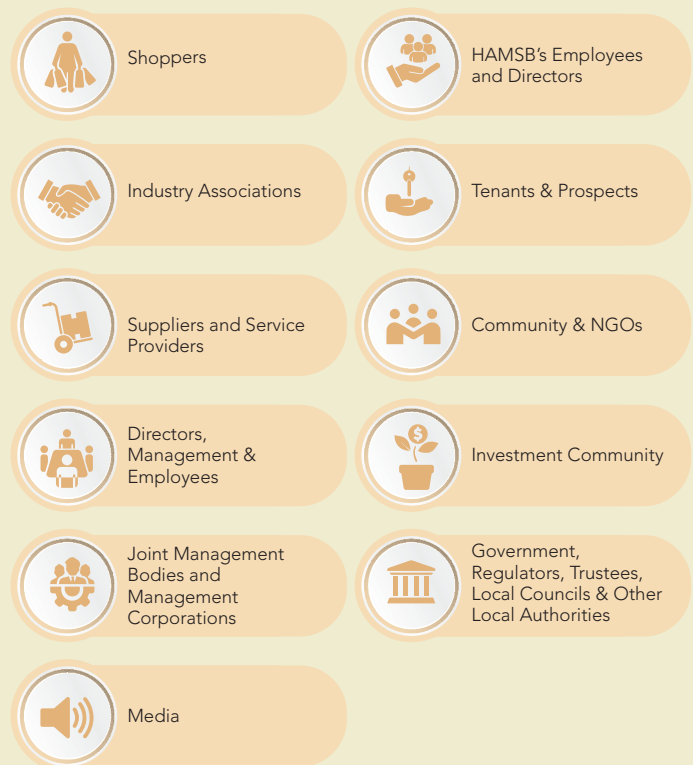 Shoppers
HAMSB's Employees
and Directors
Industry Associations
Tenants & Prospects
Suppliers and Service
Providers
Community & NGOs
Directors,
Management &
Employees
Investment Community
Joint Management
Bodies and
Management
Corporations
Government,
Regulators, Trustees,
Local Councils & Other
Local Authorities
Media